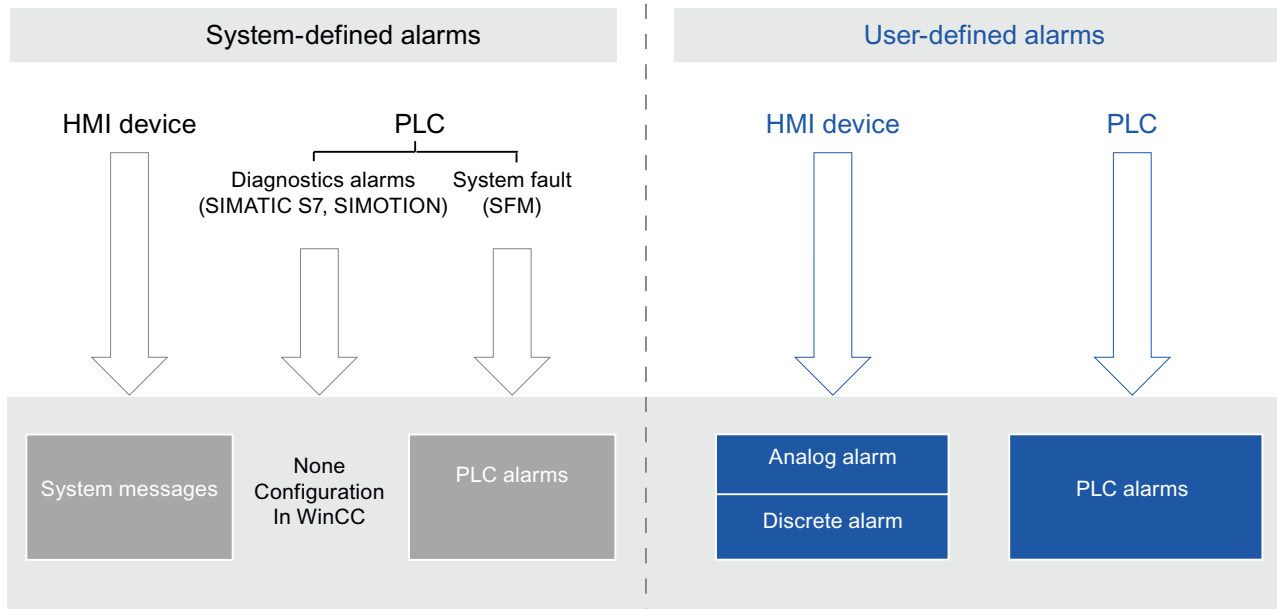 System-defined alarms
User-defined alarms
HMI device
PLC
HMI device
PLC
Diagnostics alarms
(SIMATIC S7, SIMOTION)
System fault
(SFM)
System messages
None
Configuration
In WinCC
PLC alarms
Analog alarm
Discrete alarm
PLC alarms